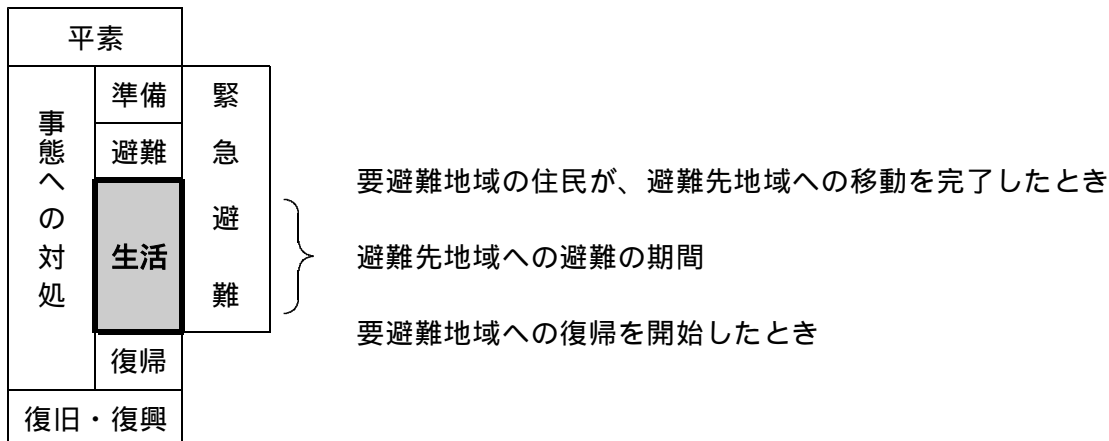 平素
事態への対処
準備
避難
生活
復帰
緊急避難
復旧・復興
要避難地域の住民が、避難先地域への移動を完了したとき
避難先地域への避難の期間
要避難地域への復帰を開始したとき